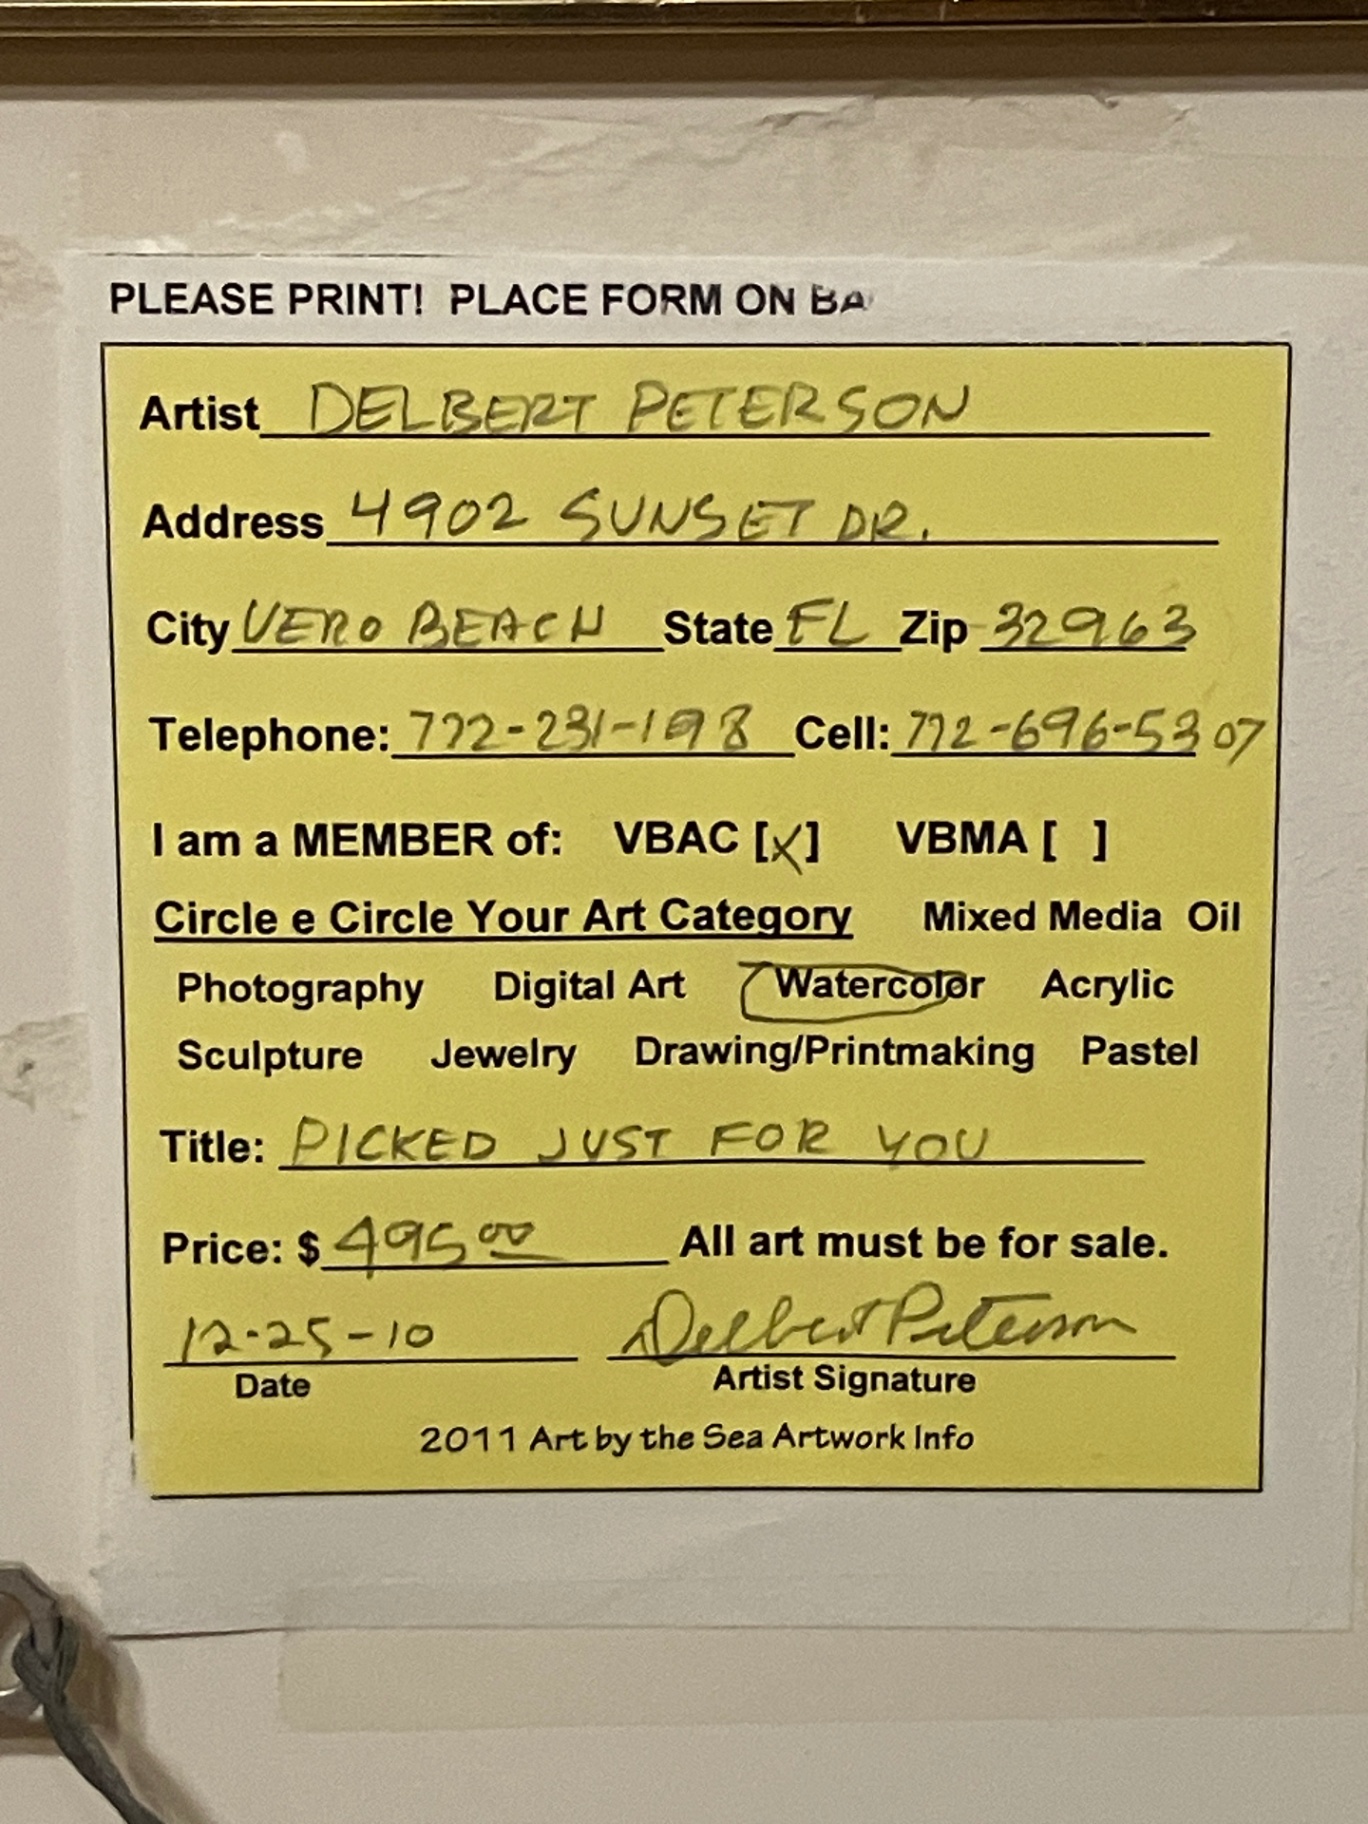 PLEASE PRINT! PLACE FORM ON BA
Artist DELBERT PETERSON
Address 4902 SUNSET DR.
City VERO BEACH State FL Zip 32963
Telephone: 772-231-198 Cell: 772-696-5307
I am a MEMBER of: VBAC [X] VBMA [ ]
Circle e Circle Your Art Category Mixed Media Oil
Photography Digital Art Watercolor Acrylic
Sculpture Jewelry Drawing/Printmaking Pastel
Title: PICKED JUST FOR YOU
Price: $ 495.00 All art must be for sale.
12-25-10 Delbert Peterson
Date Artist Signature
2011 Art by the Sea Artwork Info